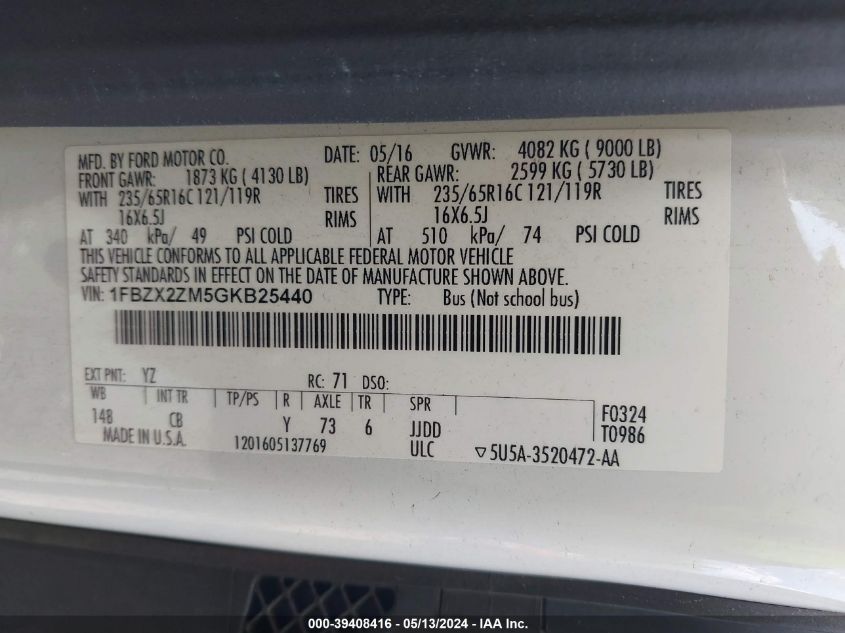 MFD. BY FORD MOTOR CO. DATE: 05/16 GVWR: 4082 KG ( 9000 LB)
FRONT GAWR: 1873 KG ( 4130 LB) REAR GAWR: 2599 KG ( 5730 LB)
WITH 235/65R16C 121/119R TIRES WITH 235/65R16C 121/119R TIRES
16X6.5J RIMS 16X6.5J RIMS
AT 340 kPa/ 49 PSI COLD AT 510 kPa/ 74 PSI COLD
THIS VEHICLE CONFORMS TO ALL APPLICABLE FEDERAL MOTOR VEHICLE
SAFETY STANDARDS IN EFFECT ON THE DATE OF MANUFACTURE SHOWN ABOVE.
VIN: 1FBZX2ZM5GKB25440 TYPE: Bus (Not school bus)
EXT PNT: YZ RC: 71 DSO:
WB INT TR TP/PS R AXLE TR SPR
148 CB Y 73 6 JJDD F0324
MADE IN U.S.A. 1201605137769 ULC ▽5U5A-3520472-AA T0986
000-39408416 - 05/13/2024 - IAA Inc.